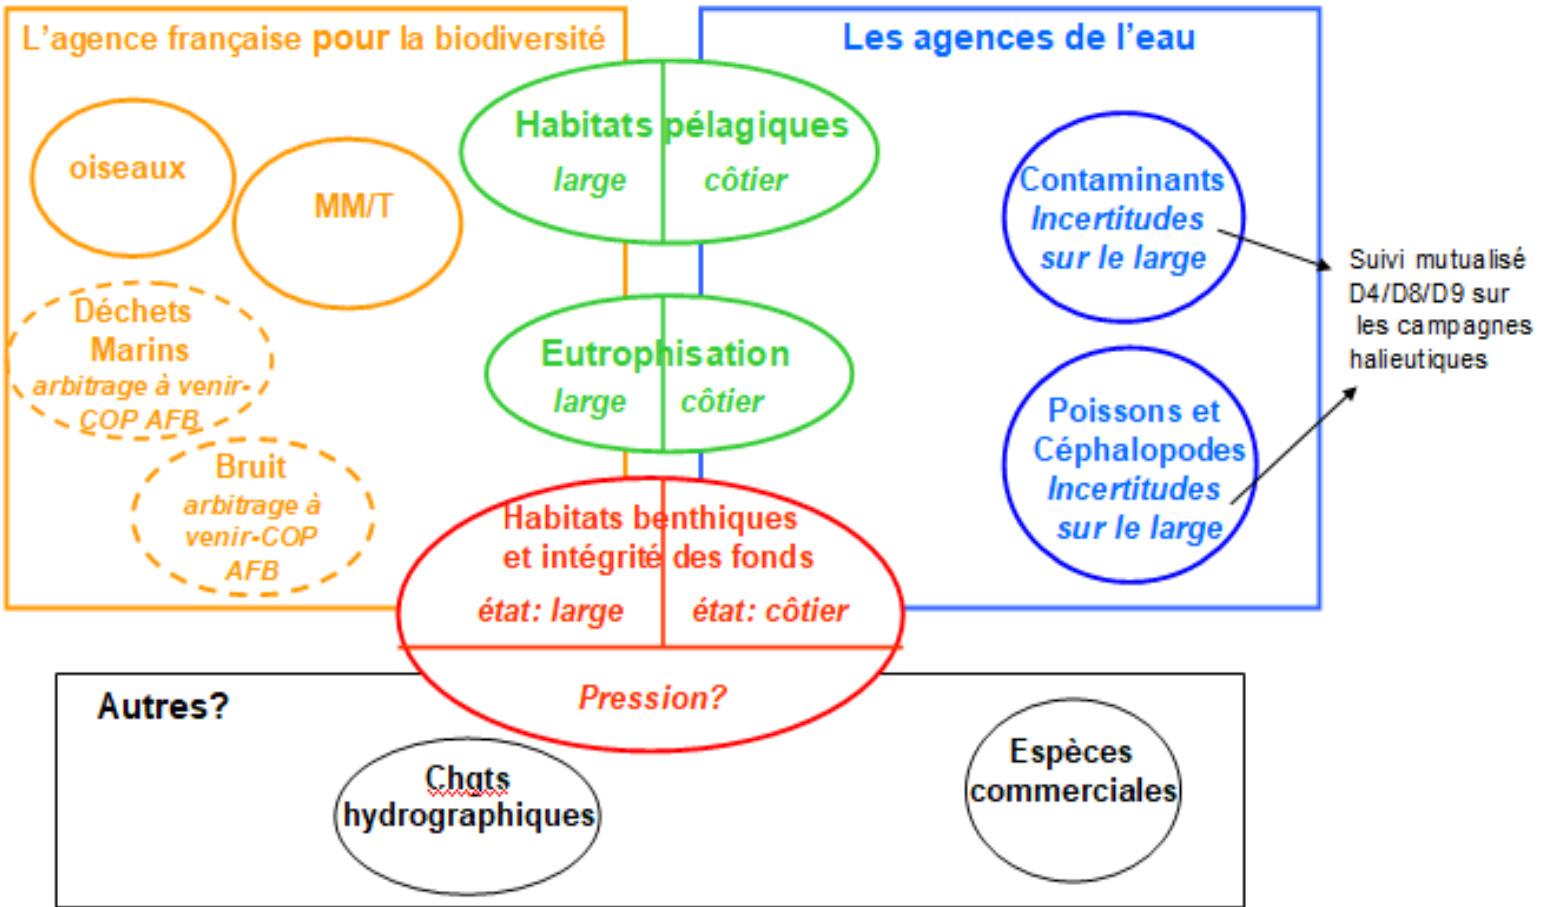 L'agence française pour la biodiversité
Les agences de l'eau
oiseaux
MM/T
Déchets
Marins
arbitrage à venir-
COP AFB
Bruit
arbitrage à
venir-COP
AFB
Habitats pélagiques
large côtier
Eutrophisation
large côtier
Habitats benthiques
et intégrité des fonds
état: large état: côtier
Pression?
Contaminants
Incertitudes
sur le large
Poissons et
Céphalopodes
Incertitudes
sur le large
Suivi mutualisé
D4/D8/D9 sur
les campagnes
halieutiques
Autres?
Chgts
hydrographiques
Espèces
commerciales